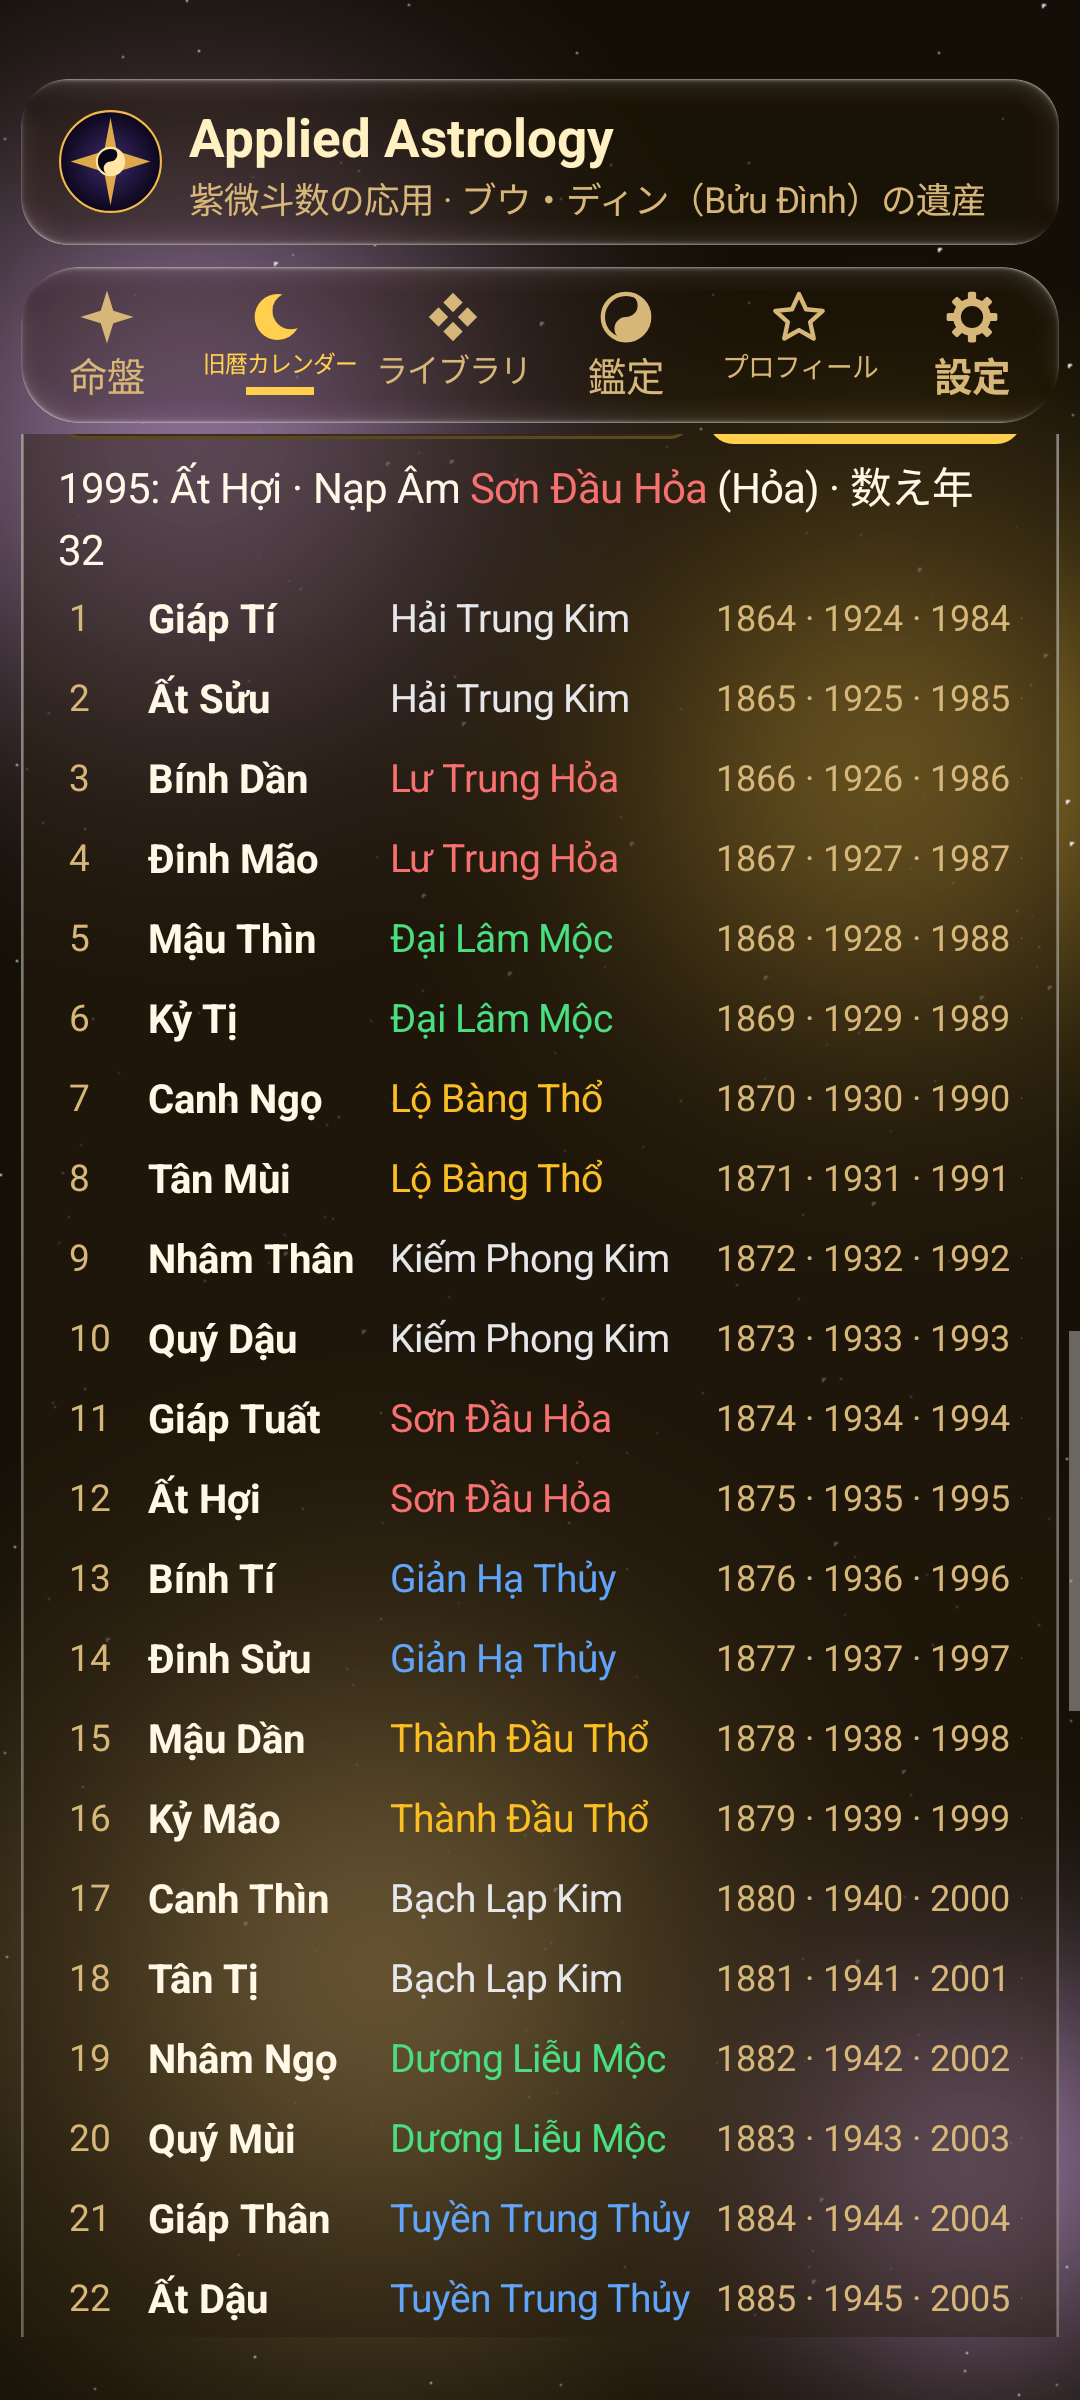 Applied Astrology
紫微斗数の応用 · ブウ・ディン（Bửu Đình）の遺産
命盤 旧暦カレンダー ライブラリ 鑑定 プロフィール 設定
1995: Ất Hợi · Nạp Âm Sơn Đầu Hỏa (Hỏa) · 数え年
32
1 Giáp Tí Hải Trung Kim 1864 · 1924 · 1984
2 Ất Sửu Hải Trung Kim 1865 · 1925 · 1985
3 Bính Dần Lư Trung Hỏa 1866 · 1926 · 1986
4 Đinh Mão Lư Trung Hỏa 1867 · 1927 · 1987
5 Mậu Thìn Đại Lâm Mộc 1868 · 1928 · 1988
6 Kỷ Tị Đại Lâm Mộc 1869 · 1929 · 1989
7 Canh Ngọ Lộ Bàng Thổ 1870 · 1930 · 1990
8 Tân Mùi Lộ Bàng Thổ 1871 · 1931 · 1991
9 Nhâm Thân Kiếm Phong Kim 1872 · 1932 · 1992
10 Quý Dậu Kiếm Phong Kim 1873 · 1933 · 1993
11 Giáp Tuất Sơn Đầu Hỏa 1874 · 1934 · 1994
12 Ất Hợi Sơn Đầu Hỏa 1875 · 1935 · 1995
13 Bính Tí Giản Hạ Thủy 1876 · 1936 · 1996
14 Đinh Sửu Giản Hạ Thủy 1877 · 1937 · 1997
15 Mậu Dần Thành Đầu Thổ 1878 · 1938 · 1998
16 Kỷ Mão Thành Đầu Thổ 1879 · 1939 · 1999
17 Canh Thìn Bạch Lạp Kim 1880 · 1940 · 2000
18 Tân Tị Bạch Lạp Kim 1881 · 1941 · 2001
19 Nhâm Ngọ Dương Liễu Mộc 1882 · 1942 · 2002
20 Quý Mùi Dương Liễu Mộc 1883 · 1943 · 2003
21 Giáp Thân Tuyền Trung Thủy 1884 · 1944 · 2004
22 Ất Dậu Tuyền Trung Thủy 1885 · 1945 · 2005